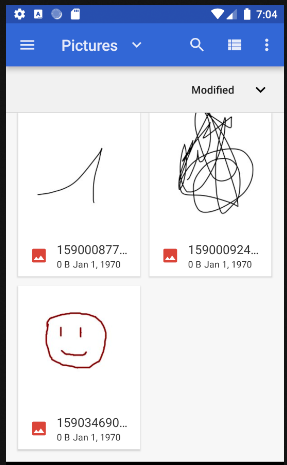 7:04
Pictures
Modified
159000877...
0 B Jan 1, 1970
159000924...
0 B Jan 1, 1970
159034690...
0 B Jan 1, 1970